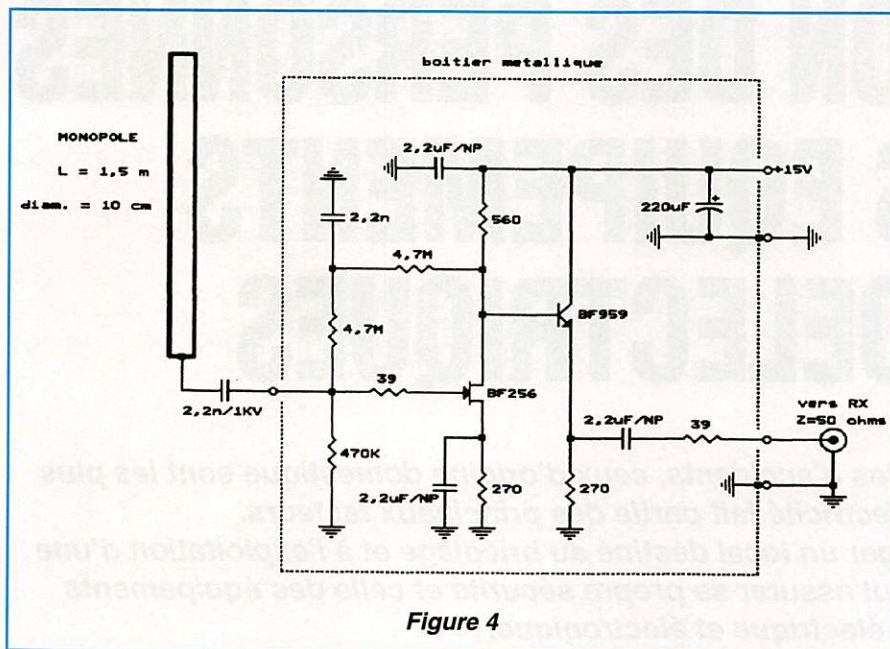 boitier metallique
MONOPOLE
L = 1,5 m
diam. = 10 cm
2,2uF/NP
+15V
220uF
+
2,2n
560
4,7M
BF959
4,7M
39
BF256
2,2n/1KV
2,2uF/NP
39
vers RX
Z=50 ohms
470K
2,2uF/NP
270
270
Figure 4